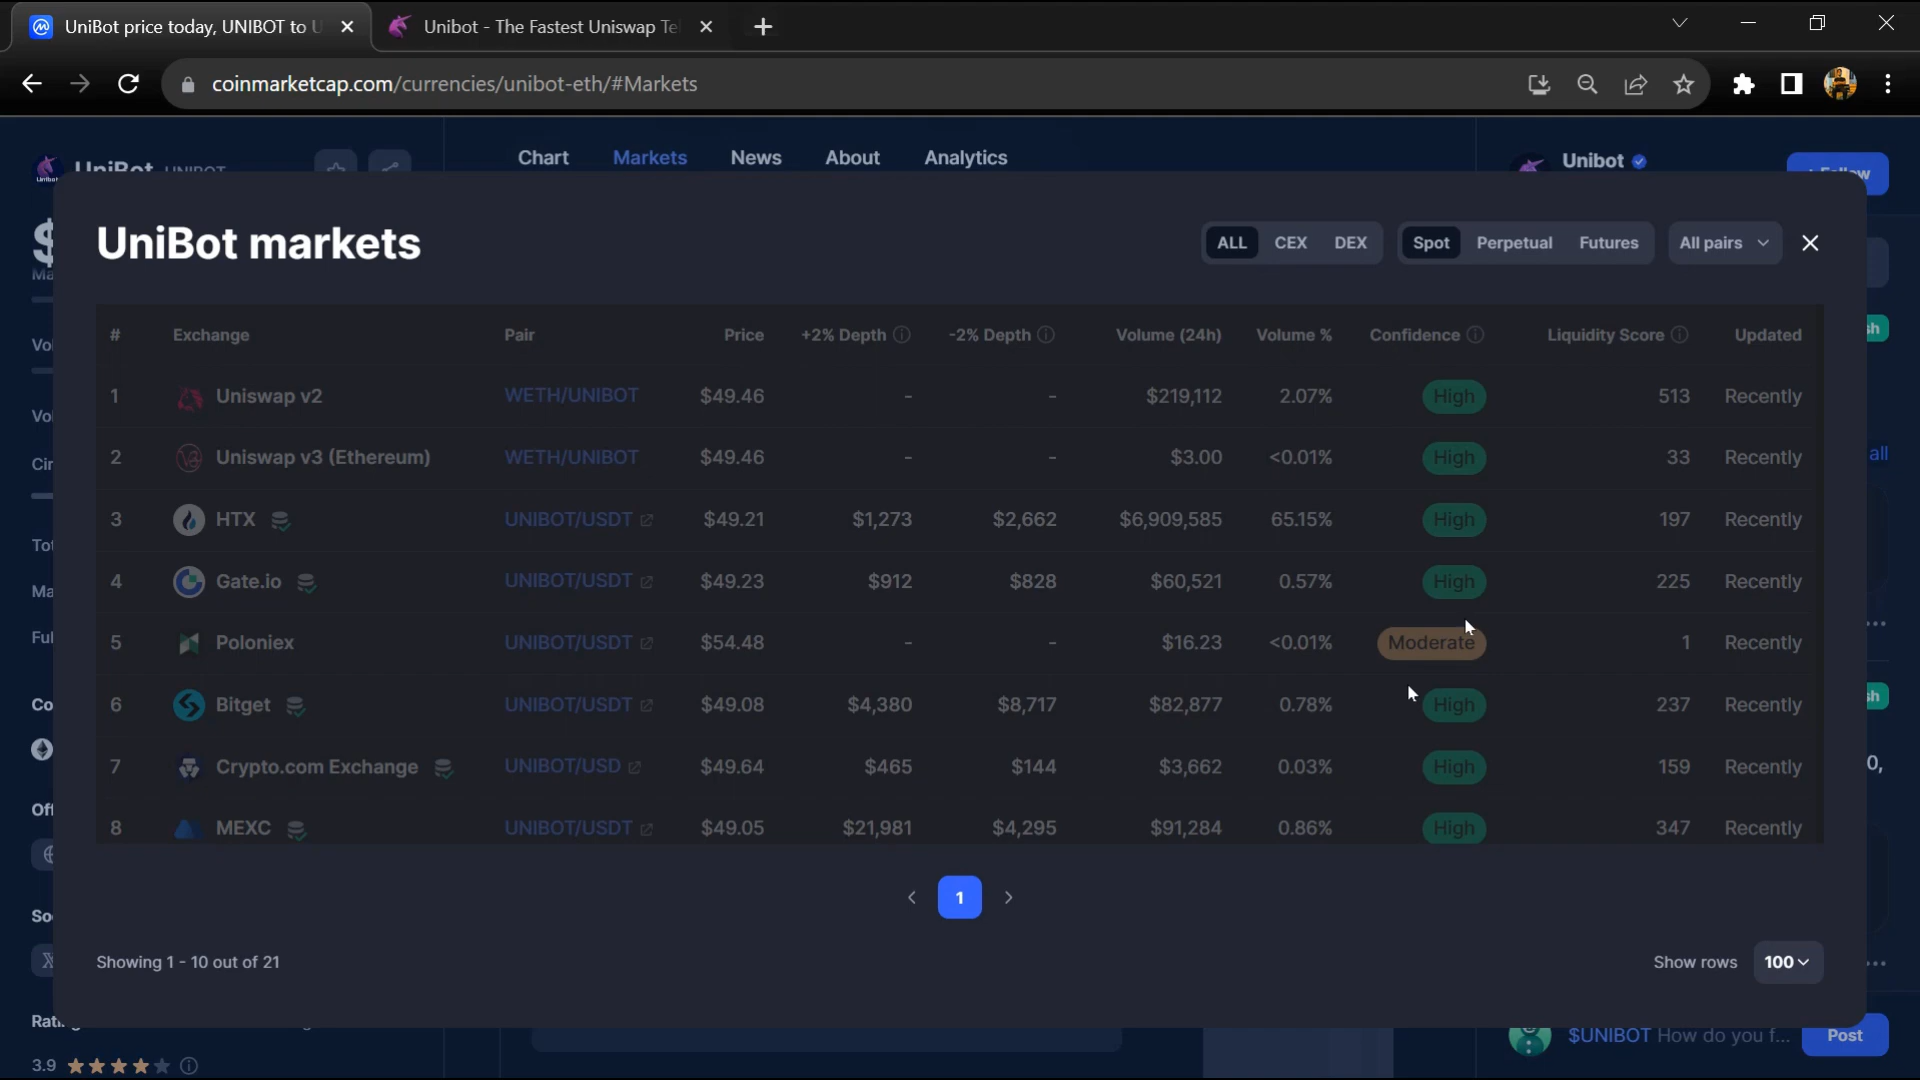 UniBot price today, UNIBOT to U
Unibot - The Fastest Uniswap Te
coinmarketcap.com/currencies/unibot-eth/#Markets
UniBot UNIBOT
Chart Markets News About Analytics
Unibot
+ Follow
UniBot markets
ALL CEX DEX
Spot Perpetual Futures
All pairs
# Exchange Pair Price +2% Depth -2% Depth Volume (24h) Volume % Confidence Liquidity Score Updated
1 Uniswap v2 WETH/UNIBOT $49.46 - - $219,112 2.07% High 513 Recently
2 Uniswap v3 (Ethereum) WETH/UNIBOT $49.46 - - $3.00 <0.01% High 33 Recently
3 HTX UNIBOT/USDT $49.21 $1,273 $2,662 $6,909,585 65.15% High 197 Recently
4 Gate.io UNIBOT/USDT $49.23 $912 $828 $60,521 0.57% High 225 Recently
5 Poloniex UNIBOT/USDT $54.48 - - $16.23 <0.01% Moderate 1 Recently
6 Bitget UNIBOT/USDT $49.08 $4,380 $8,717 $82,877 0.78% High 237 Recently
7 Crypto.com Exchange UNIBOT/USD $49.64 $465 $144 $3,662 0.03% High 159 Recently
8 MEXC UNIBOT/USDT $49.05 $21,981 $4,295 $91,284 0.86% High 347 Recently
1
Showing 1 - 10 out of 21
Show rows 100
all
3.9
$UNIBOT How do you f...
Post